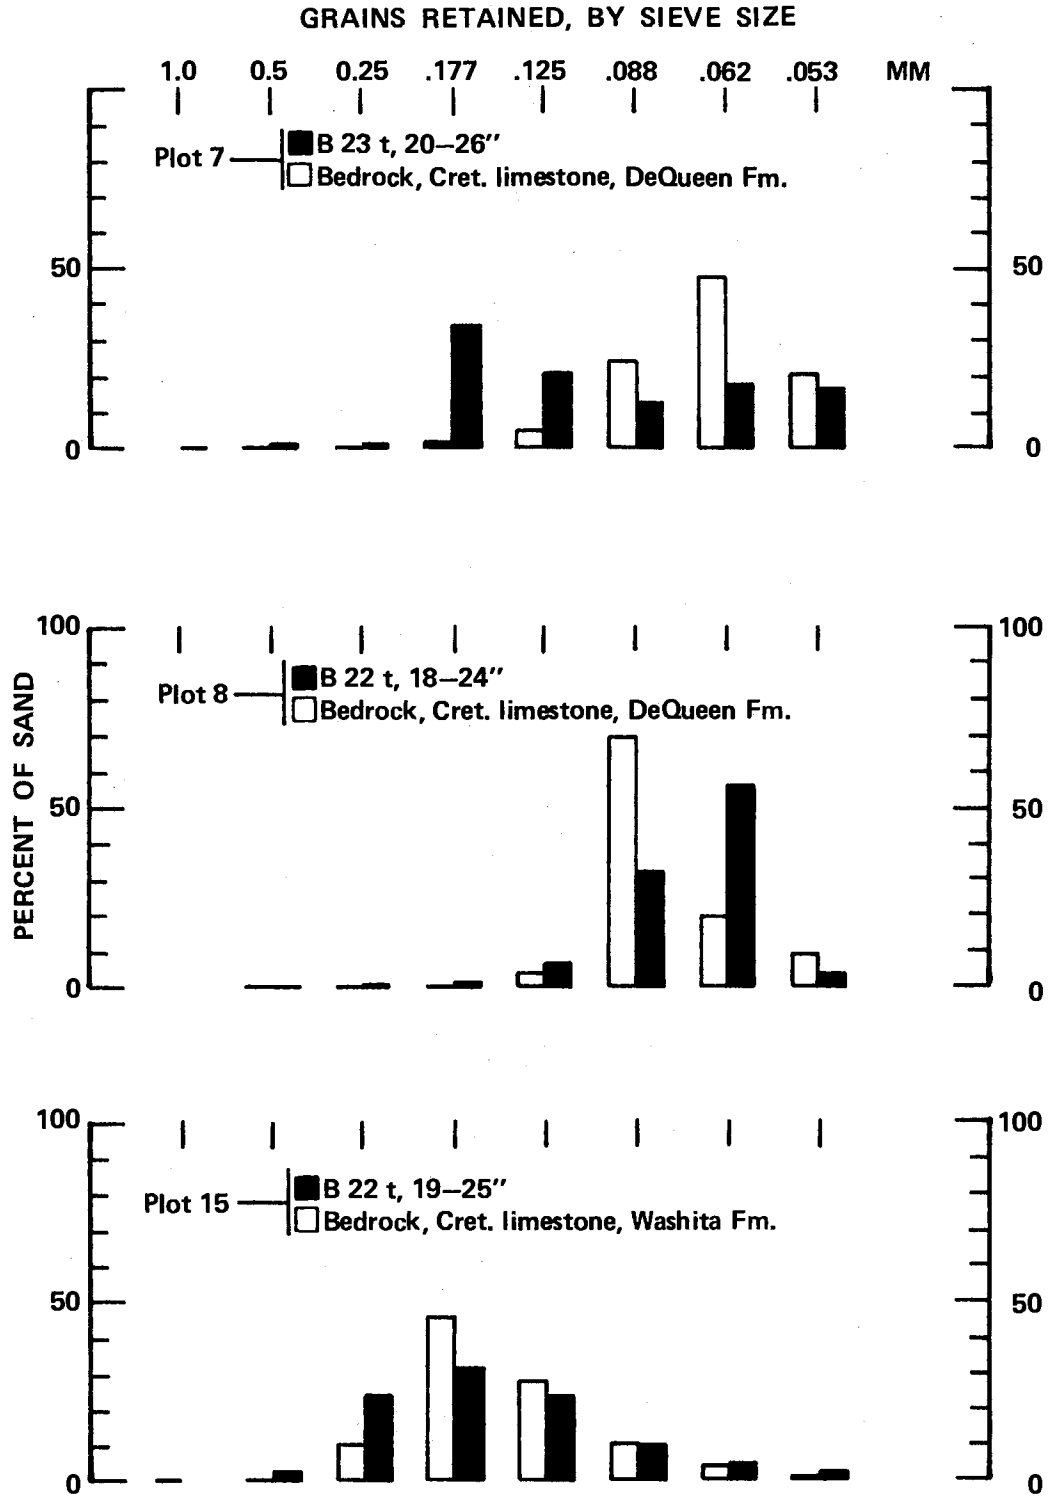 GRAINS RETAINED, BY SIEVE SIZE
1.0 0.5 0.25 .177 .125 .088 .062 .053 MM
Plot 7
B 23 t, 20–26”
Bedrock, Cret. limestone, DeQueen Fm.
50 50
0 0
PERCENT OF SAND
100 100
Plot 8
B 22 t, 18–24”
Bedrock, Cret. limestone, DeQueen Fm.
50 50
0 0
100 100
Plot 15
B 22 t, 19–25”
Bedrock, Cret. limestone, Washita Fm.
50 50
0 0